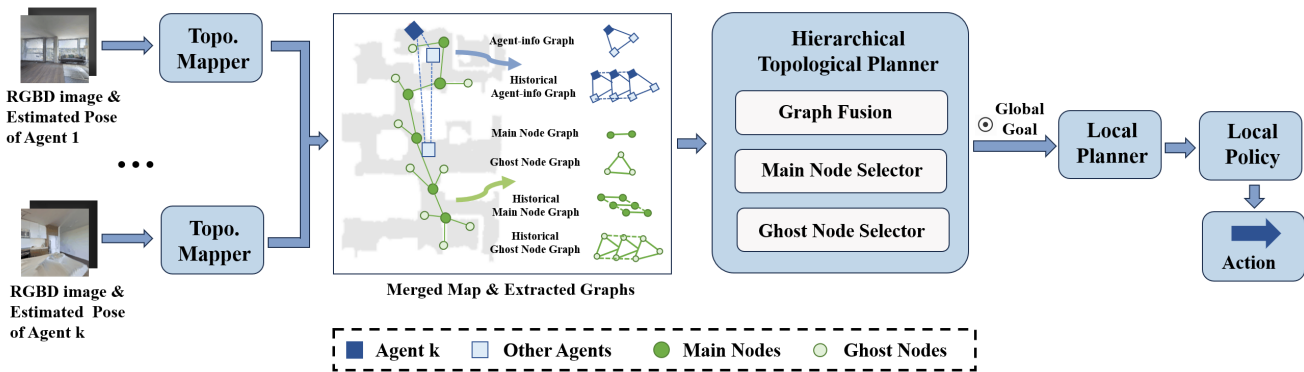 RGBD image &
Estimated Pose
of Agent 1
Topo.
Mapper
RGBD image &
Estimated Pose
of Agent k
Topo.
Mapper
Agent-info Graph
Historical
Agent-info Graph
Main Node Graph
Ghost Node Graph
Historical
Main Node Graph
Historical
Ghost Node Graph
Merged Map & Extracted Graphs
Hierarchical
Topological Planner
Graph Fusion
Main Node Selector
Ghost Node Selector
Global
Goal
Local
Planner
Local
Policy
Action
Agent k
Other Agents
Main Nodes
Ghost Nodes